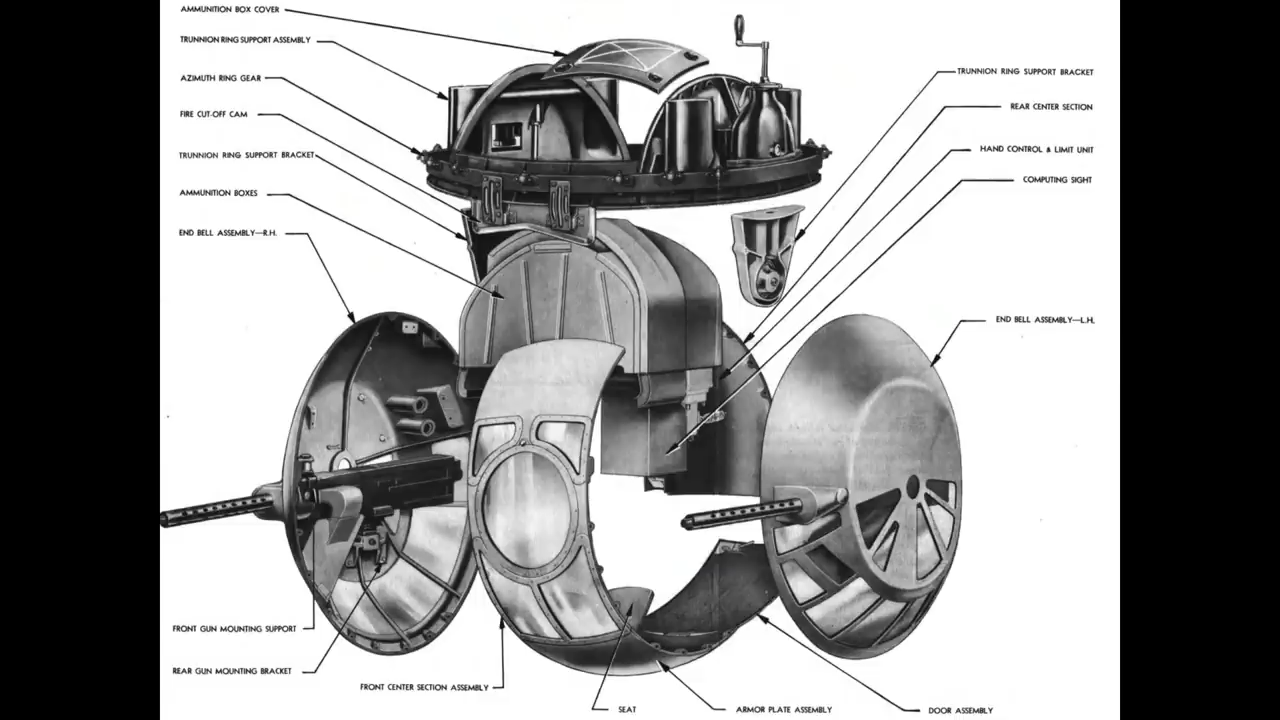 AMMUNITION BOX COVER
TRUNNION RING SUPPORT ASSEMBLY
AZIMUTH RING GEAR
FIRE CUT-OFF CAM
TRUNNION RING SUPPORT BRACKET
AMMUNITION BOXES
END BELL ASSEMBLY—R.H.
TRUNNION RING SUPPORT BRACKET
REAR CENTER SECTION
HAND CONTROL & LIMIT UNIT
COMPUTING SIGHT
END BELL ASSEMBLY—L.H.
FRONT GUN MOUNTING SUPPORT
REAR GUN MOUNTING BRACKET
FRONT CENTER SECTION ASSEMBLY
SEAT
ARMOR PLATE ASSEMBLY
DOOR ASSEMBLY